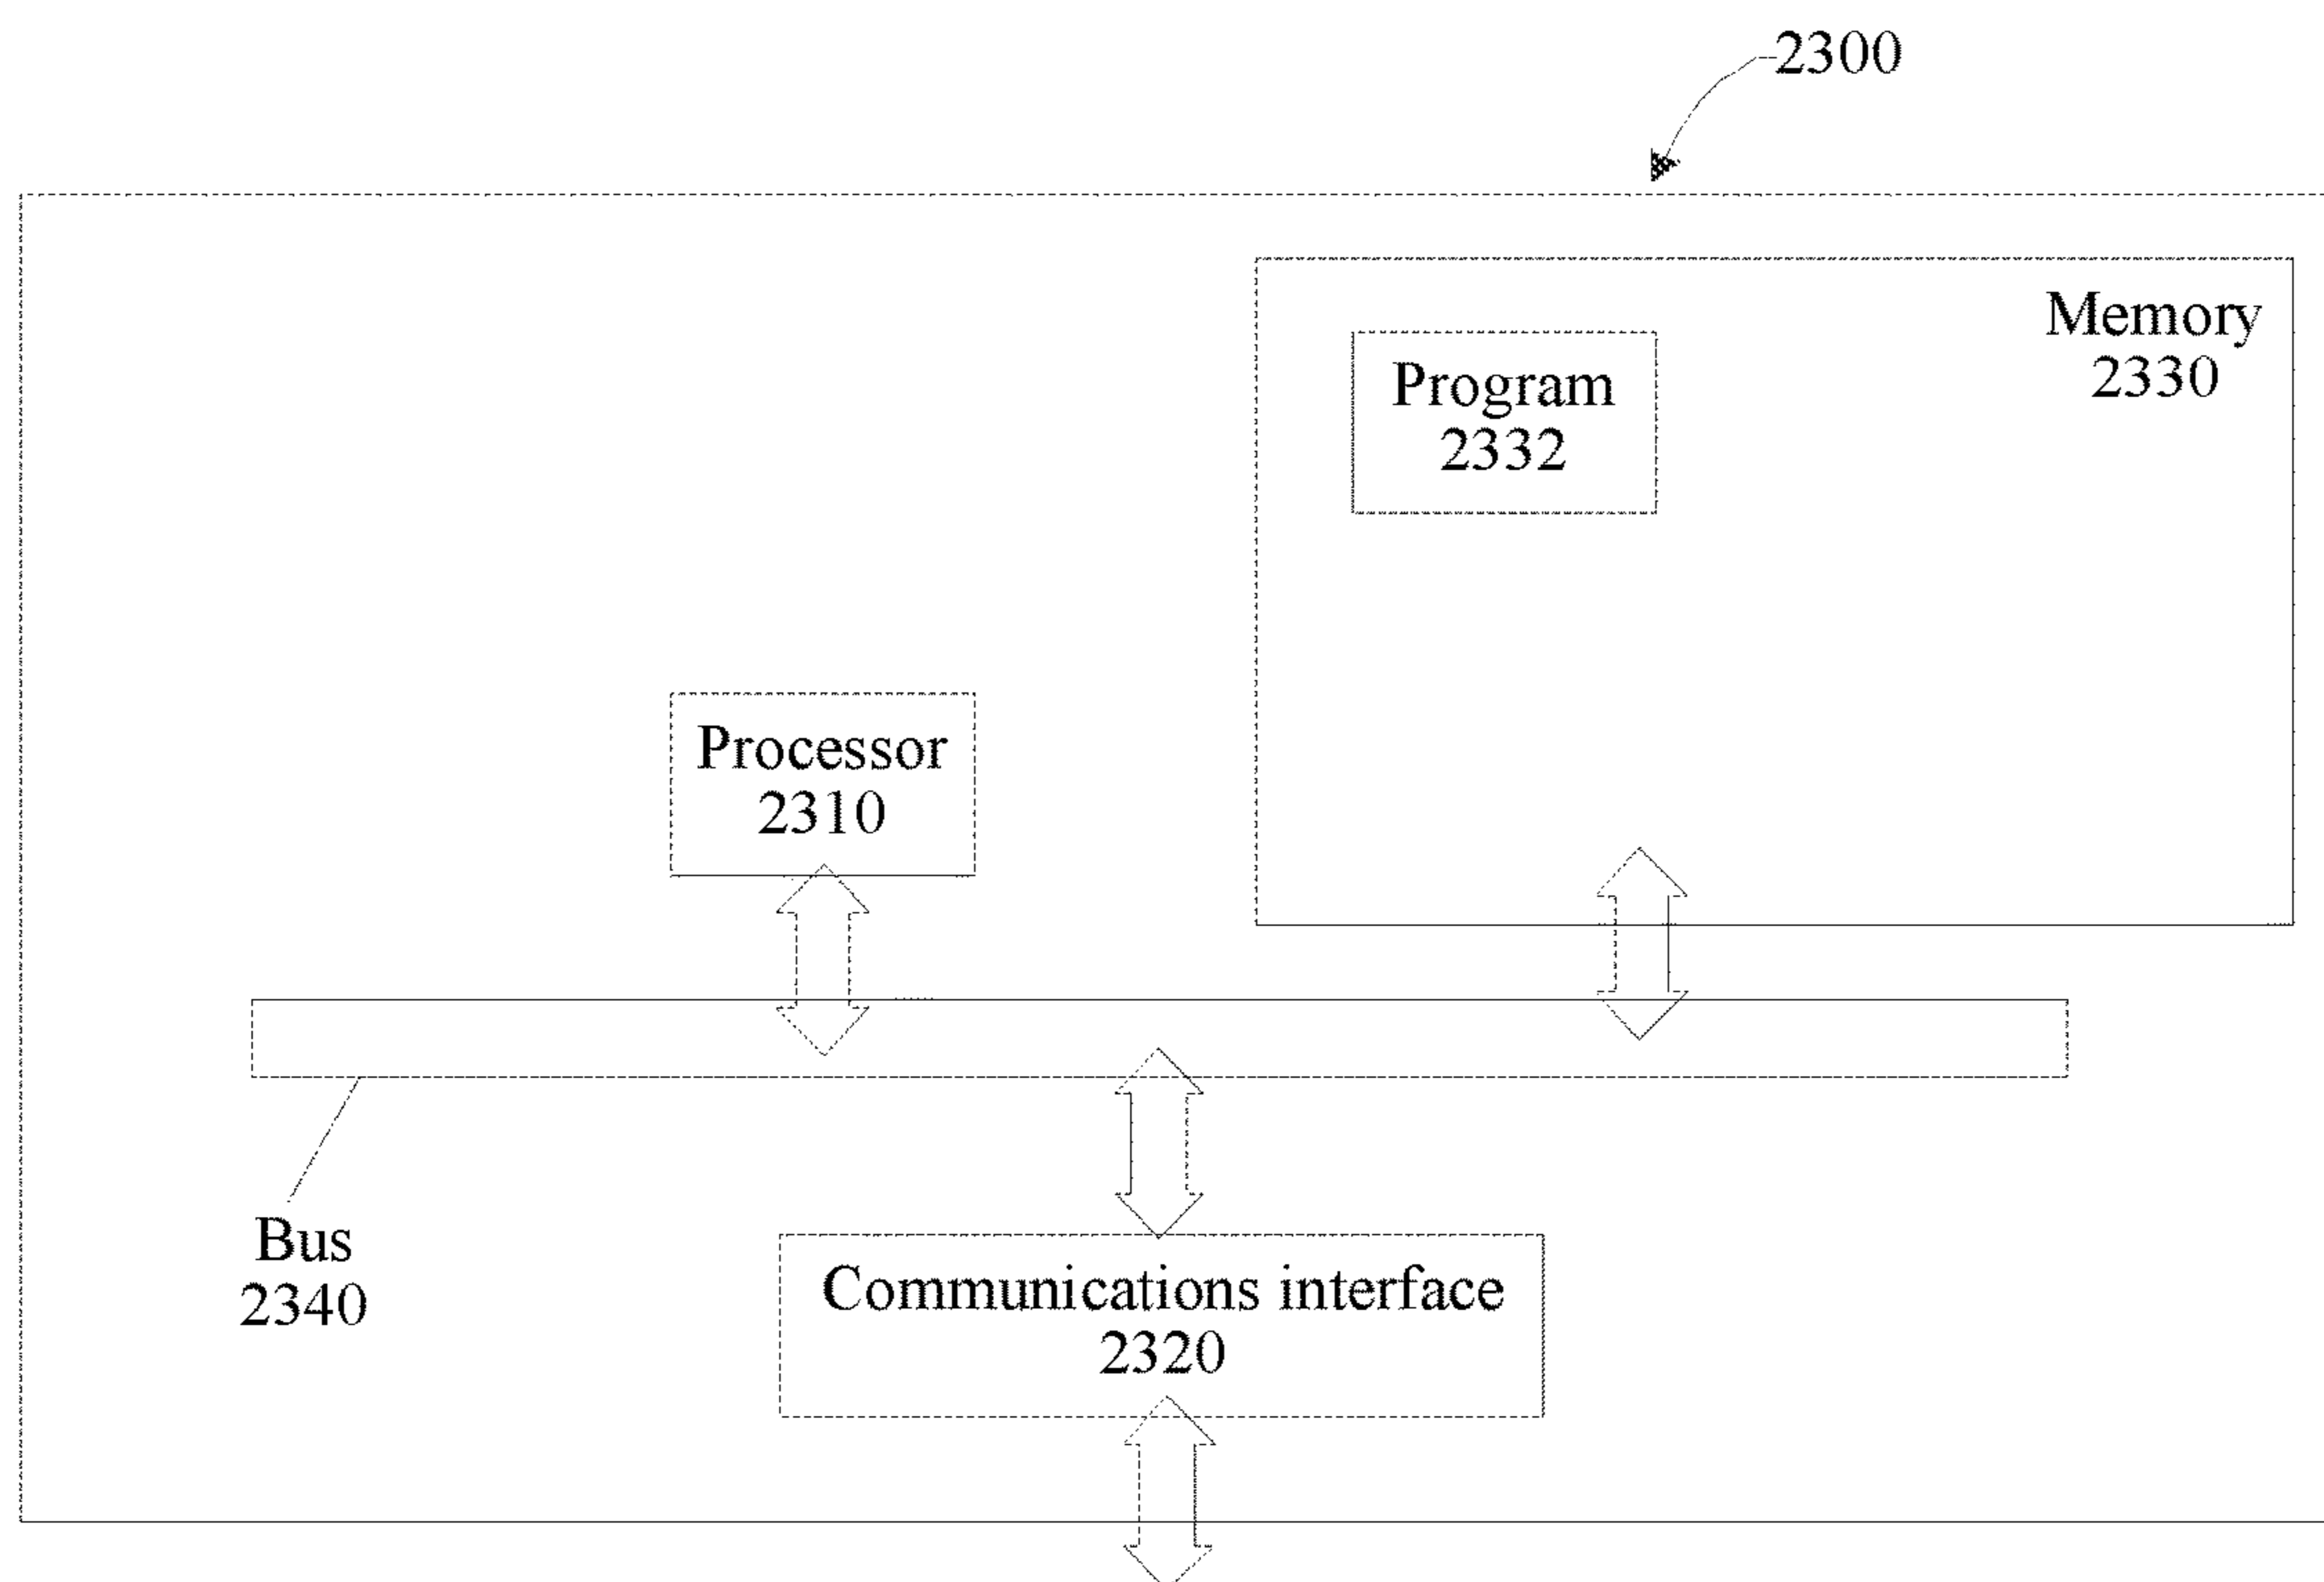 2300
Memory
2330
Program
2332
Processor
2310
Bus
2340
Communications interface
2320